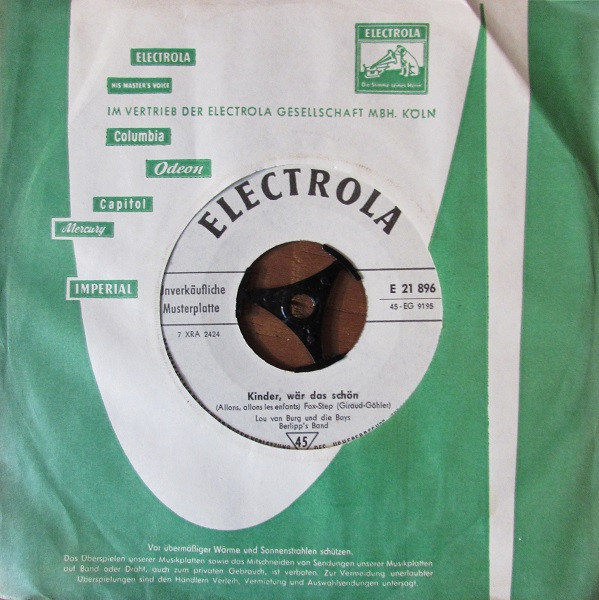 ELECTROLA
ELECTROLA
Die Stimme seines Herrn
HIS MASTER'S VOICE
IM VERTRIEB DER ELECTROLA GESELLSCHAFT MBH. KÖLN
Columbia
Odeon
Capitol
Mercury
IMPERIAL
ELECTROLA
Unverkäufliche
Musterplatte
E 21 896
45-EG 9195
7 XRA 2424
Kinder, wär das schön
(Allons, allons les enfants) Fox-Step (Giraud-Göhler)
Lou van Burg und die Boys
Berlipp's Band
45
Vor übermäßiger Wärme und Sonnenstrahlen schützen.
Das Überspielen unserer Musikplatten sowie das Mitschneiden von Sendungen unserer Musikplatten
auf Band oder Draht, auch zum privaten Gebrauch, ist verboten. Zur Vermeidung unerlaubter
Überspielungen sind den Händlern Verleih, Vermietung und Auswahlsendungen untersagt.